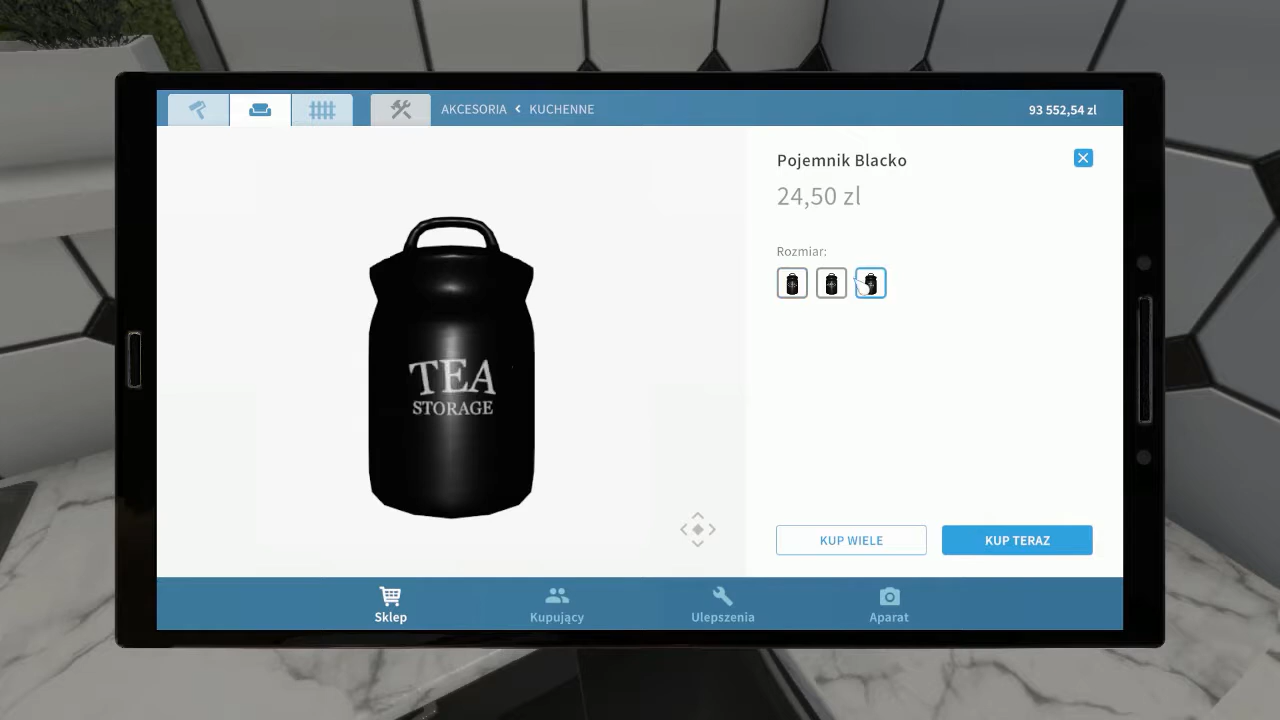 AKCESORIA < KUCHENNE
93 552,54 zl
Pojemnik Blacko
24,50 zl
Rozmiar:
TEA
STORAGE
KUP WIELE
KUP TERAZ
Sklep
Kupujący
Ulepszenia
Aparat